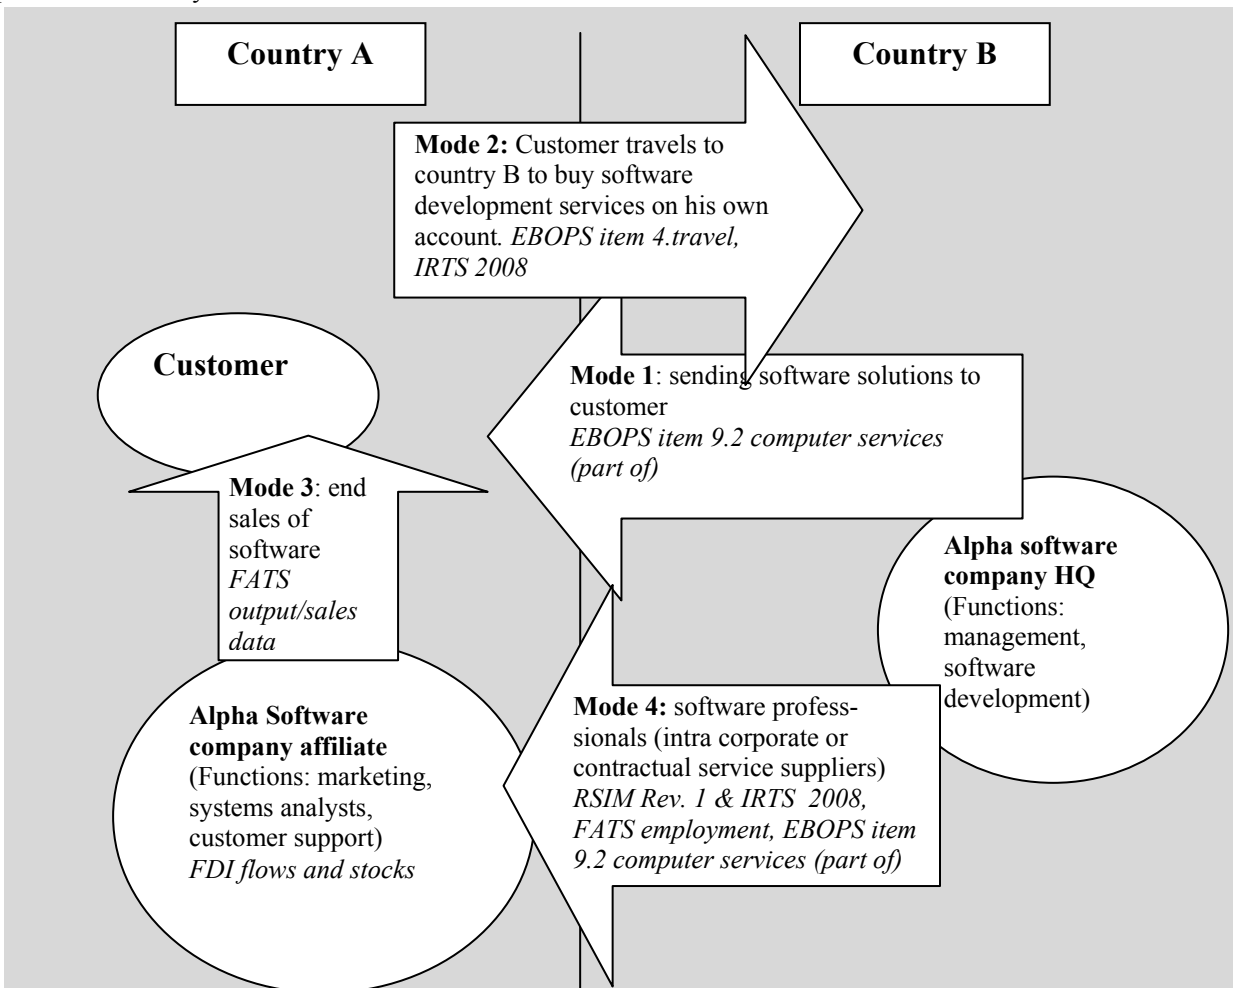 Country A
Country B
Mode 2: Customer travels to
country B to buy software
development services on his own
account. EBOPS item 4.travel,
IRTS 2008
Customer
Mode 1: sending software solutions to
customer
EBOPS item 9.2 computer services
(part of)
Mode 3: end
sales of
software
FATS
output/sales
data
Alpha software
company HQ
(Functions:
management,
software
development)
Alpha Software
company affiliate
(Functions: marketing,
systems analysts,
customer support)
FDI flows and stocks
Mode 4: software profess-
sionals (intra corporate or
contractual service suppliers)
RSIM Rev. 1 & IRTS 2008,
FATS employment, EBOPS item
9.2 computer services (part of)